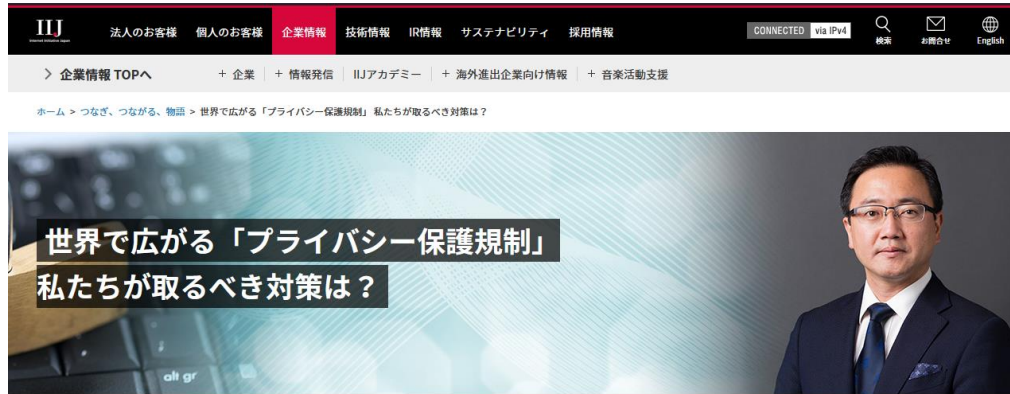 IIJ
Internet Initiative Japan
法人のお客様 個人のお客様 企業情報 技術情報 IR情報 サステナビリティ 採用情報
CONNECTED via IPv4
検索
お問合せ
English
> 企業情報 TOPへ + 企業 + 情報発信 IIJアカデミー + 海外進出企業向け情報 + 音楽活動支援
ホーム > つなぎ、つながる、物語 > 世界で広がる「プライバシー保護規制」 私たちが取るべき対策は？
世界で広がる「プライバシー保護規制」
私たちが取るべき対策は？
alt gr